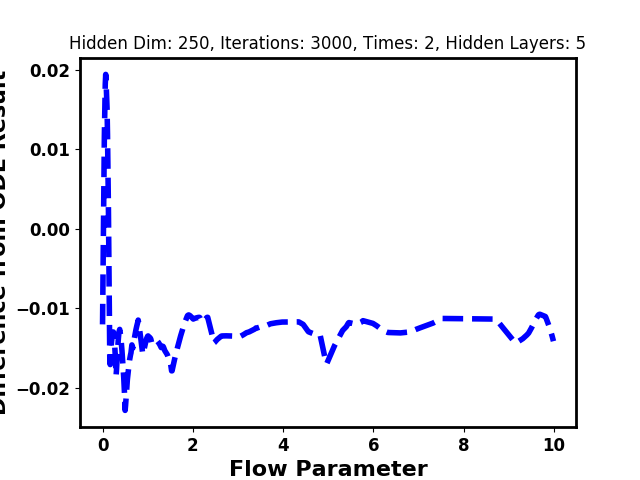 Hidden Dim: 250, Iterations: 3000, Times: 2, Hidden Layers: 5
Difference from ODE Result
0.02
0.01
0.00
−0.01
−0.02
0 2 4 6 8 10
Flow Parameter